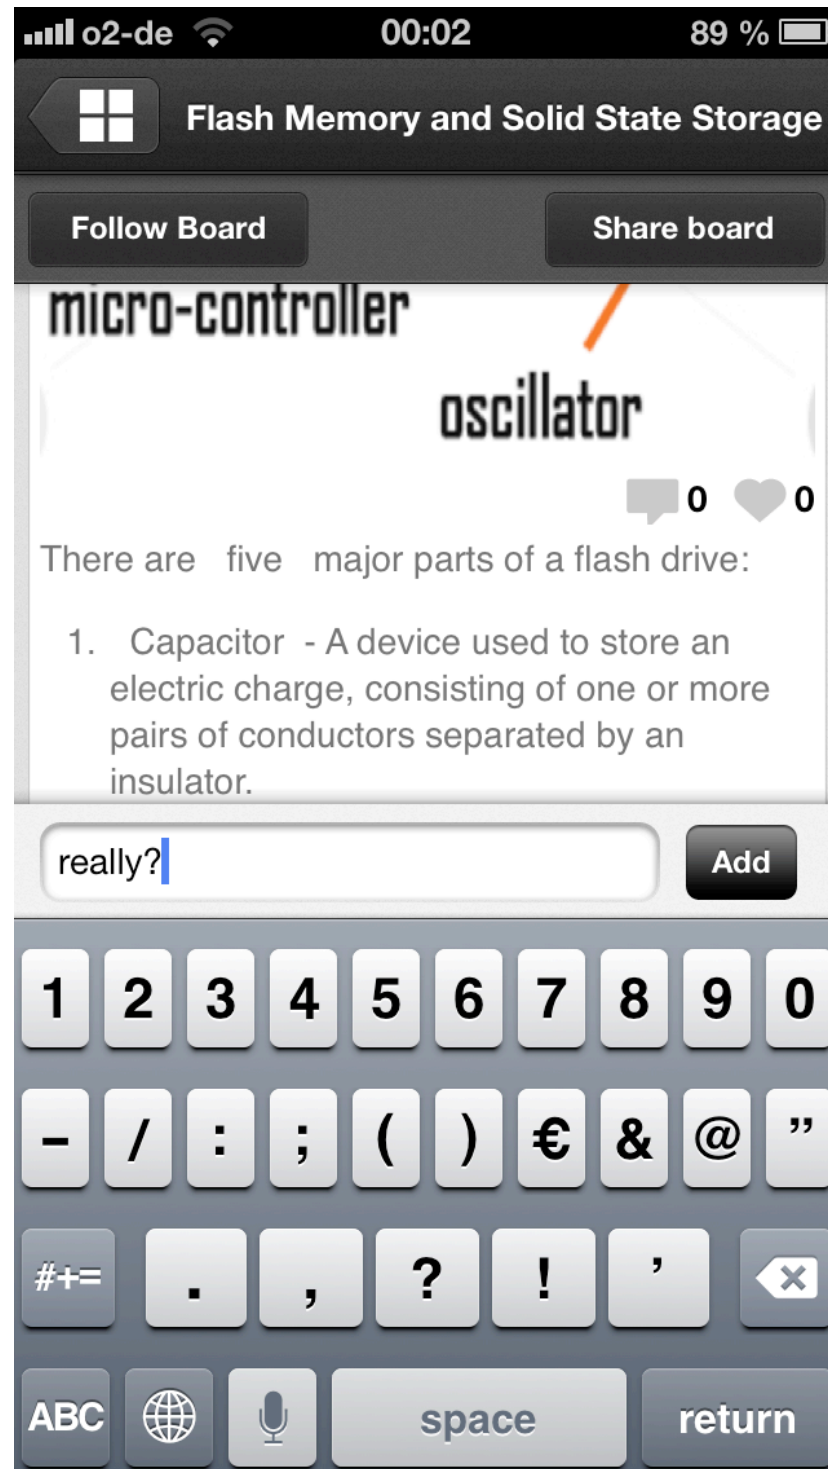 o2-de 00:02 89 %
Flash Memory and Solid State Storage
Follow Board Share board
micro-controller
oscillator
0 0
There are five major parts of a flash drive:
1. Capacitor - A device used to store an
electric charge, consisting of one or more
pairs of conductors separated by an
insulator.
really? Add
1 2 3 4 5 6 7 8 9 0
- / : ; ( ) € & @ ”
#+= . , ? ! ’
ABC space return